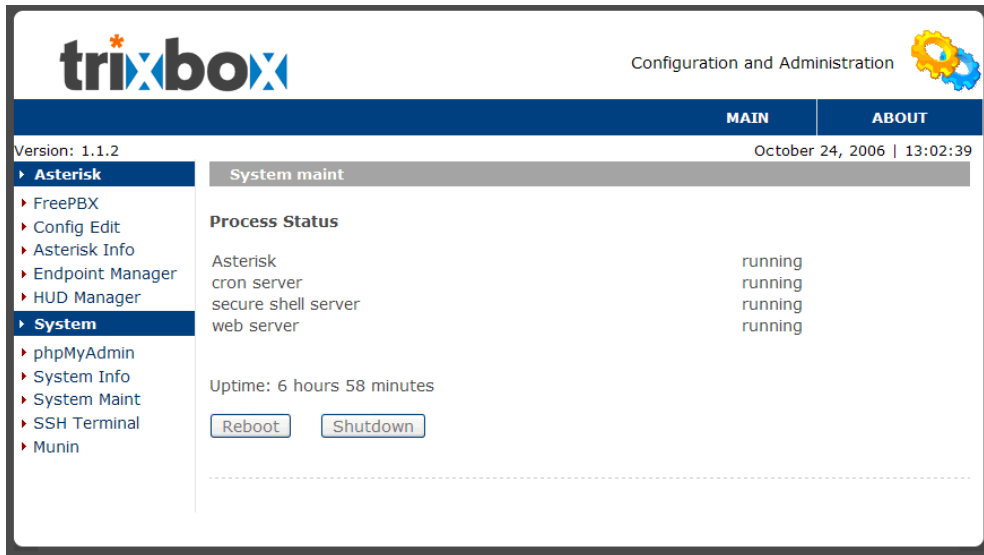 trixbox
Configuration and Administration
MAIN ABOUT
Version: 1.1.2 October 24, 2006 | 13:02:39
Asterisk
FreePBX
Config Edit
Asterisk Info
Endpoint Manager
HUD Manager
System
phpMyAdmin
System Info
System Maint
SSH Terminal
Munin
System maint
Process Status
Asterisk running
cron server running
secure shell server running
web server running
Uptime: 6 hours 58 minutes
Reboot Shutdown